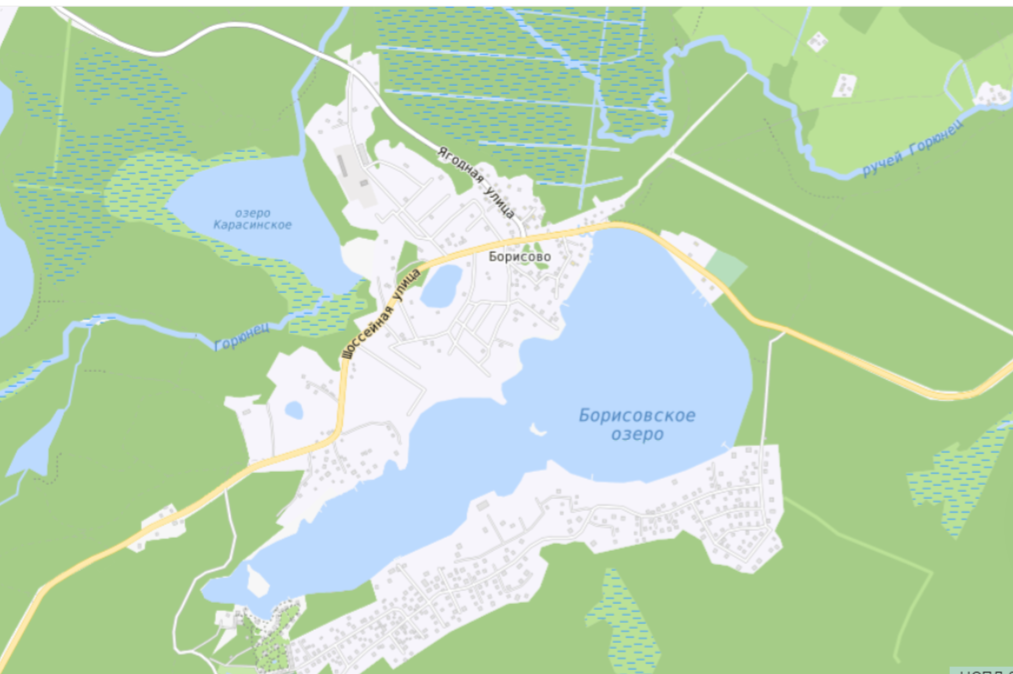 Ягодная улица
ручей Горюнец
озеро
Карасинское
Борисово
Шоссейная улица
Горюнец
Борисовское
озеро